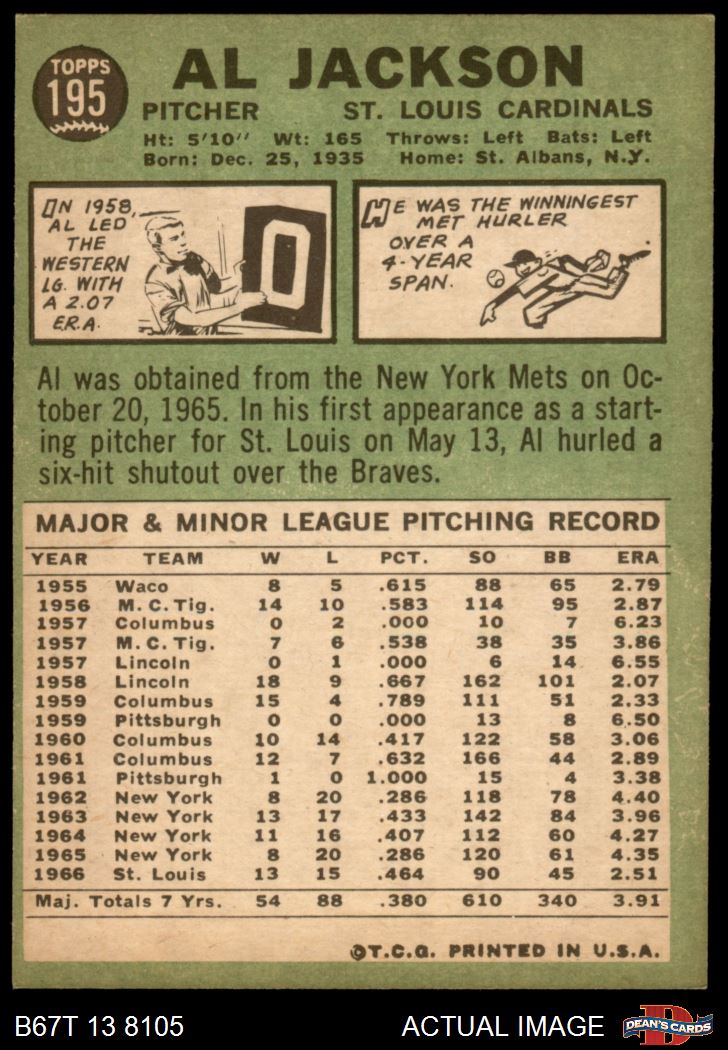 TOPPS
195
AL JACKSON
PITCHER ST. LOUIS CARDINALS
Ht: 5'10" Wt: 165 Throws: Left Bats: Left
Born: Dec. 25, 1935 Home: St. Albans, N.Y.
IN 1958,
AL LED
THE
WESTERN
LG. WITH
A 2.07
E.R.A.
0
HE WAS THE WINNINGEST
MET HURLER
OVER A
4-YEAR
SPAN.
Al was obtained from the New York Mets on Oc-
tober 20, 1965. In his first appearance as a start-
ing pitcher for St. Louis on May 13, Al hurled a
six-hit shutout over the Braves.
MAJOR & MINOR LEAGUE PITCHING RECORD
YEAR TEAM W L PCT. SO BB ERA
1955 Waco 8 5 .615 88 65 2.79
1956 M. C. Tig. 14 10 .583 114 95 2.87
1957 Columbus 0 2 .000 10 7 6.23
1957 M. C. Tig. 7 6 .538 38 35 3.86
1957 Lincoln 0 1 .000 6 14 6.55
1958 Lincoln 18 9 .667 162 101 2.07
1959 Columbus 15 4 .789 111 51 2.33
1959 Pittsburgh 0 0 .000 13 8 6.50
1960 Columbus 10 14 .417 122 58 3.06
1961 Columbus 12 7 .632 166 44 2.89
1961 Pittsburgh 1 0 1.000 15 4 3.38
1962 New York 8 20 .286 118 78 4.40
1963 New York 13 17 .433 142 84 3.96
1964 New York 11 16 .407 112 60 4.27
1965 New York 8 20 .286 120 61 4.35
1966 St. Louis 13 15 .464 90 45 2.51
Maj. Totals 7 Yrs. 54 88 .380 610 340 3.91
©T.C.G. PRINTED IN U.S.A.
B67T 13 8105 ACTUAL IMAGE
D
DEAN'S CARDS